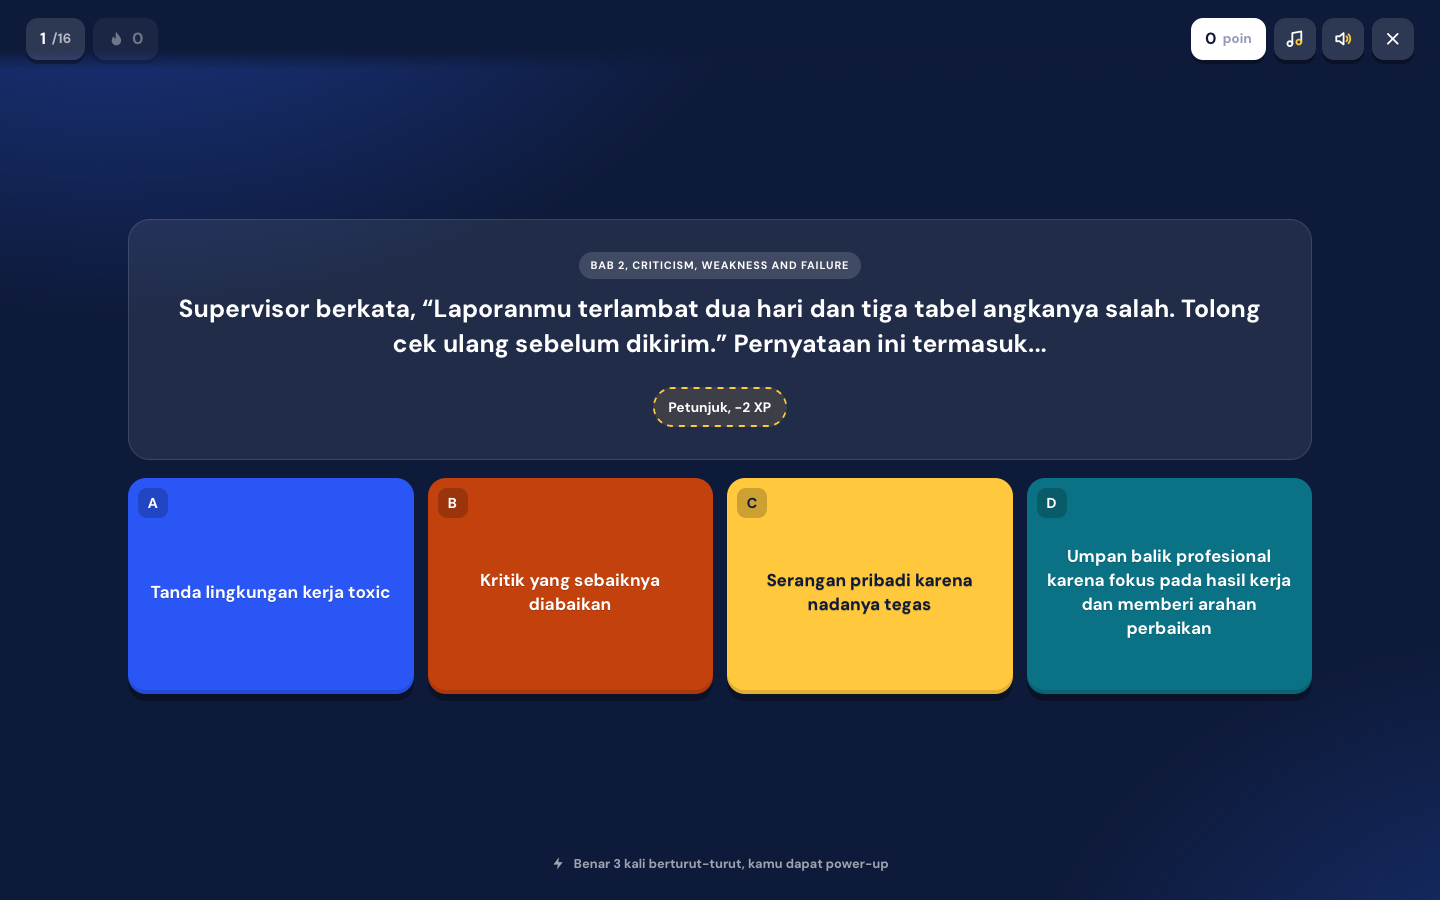 1 /16
0
0 poin
BAB 2, CRITICISM, WEAKNESS AND FAILURE
Supervisor berkata, “Laporanmu terlambat dua hari dan tiga tabel angkanya salah. Tolong
cek ulang sebelum dikirim.” Pernyataan ini termasuk...
Petunjuk, -2 XP
A
Tanda lingkungan kerja toxic
B
Kritik yang sebaiknya
diabaikan
C
Serangan pribadi karena
nadanya tegas
D
Umpan balik profesional
karena fokus pada hasil kerja
dan memberi arahan
perbaikan
Benar 3 kali berturut-turut, kamu dapat power-up